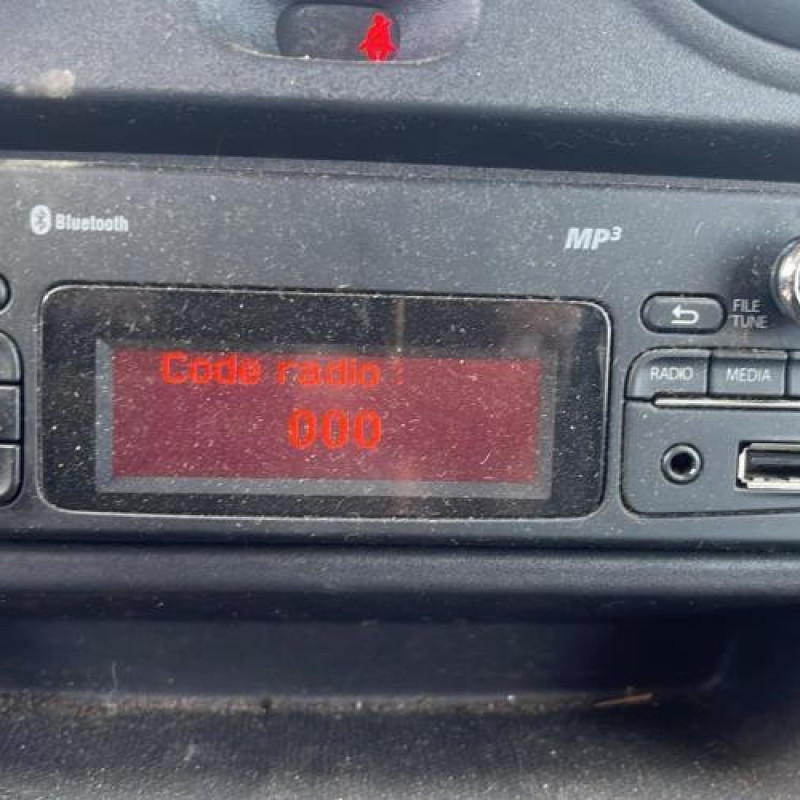 Bluetooth
MP3
FILE
TUNE
Code radio :
000
RADIO
MEDIA